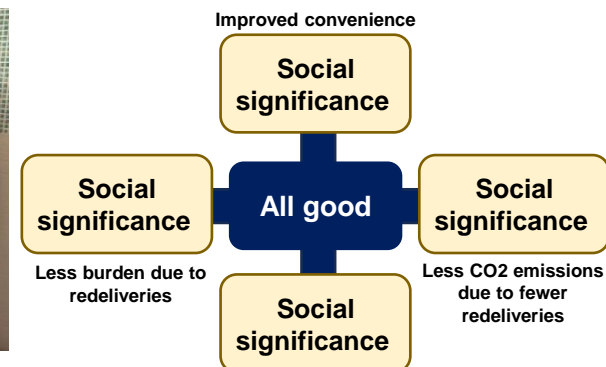 Improved convenience
Social
significance
Social
significance
All good
Social
significance
Less burden due to
redeliveries
Less CO2 emissions
due to fewer
redeliveries
Social
significance